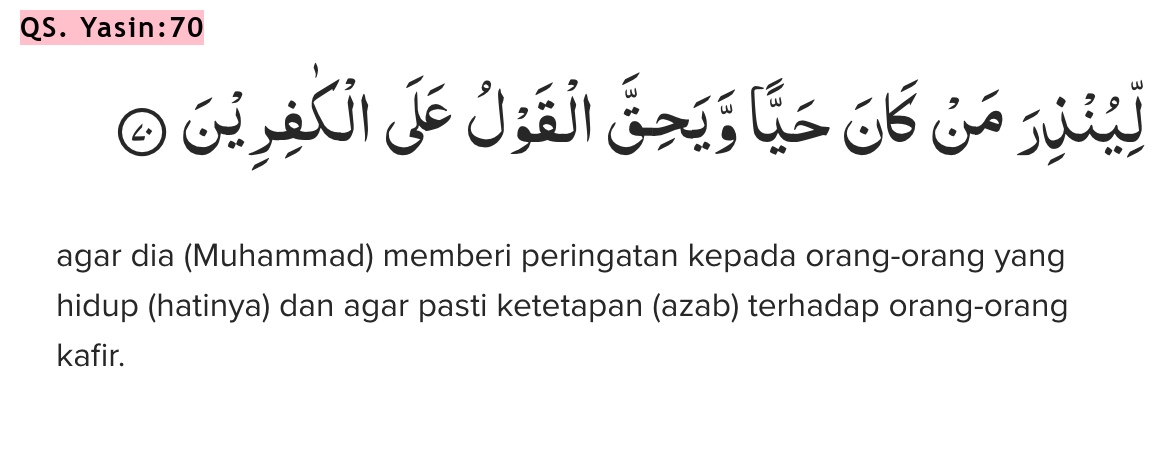 QS. Yasin:70
لِّيُنْذِرَ مَنْ كَانَ حَيًّا وَّيَحِقَّ الْقَوْلُ عَلَى الْكٰفِرِيْنَ ٧٠
agar dia (Muhammad) memberi peringatan kepada orang-orang yang
hidup (hatinya) dan agar pasti ketetapan (azab) terhadap orang-orang
kafir.